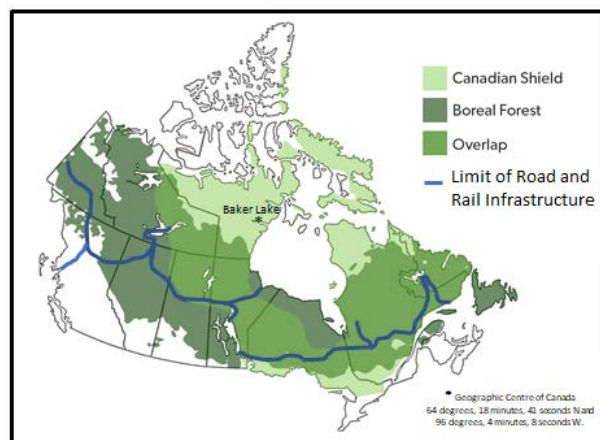 Canadian Shield
Boreal Forest
Overlap
Limit of Road and
Rail Infrastructure
Baker Lake
*
* Geographic Centre of Canada
64 degrees, 18 minutes, 41 seconds N and
96 degrees, 4 minutes, 8 seconds W.